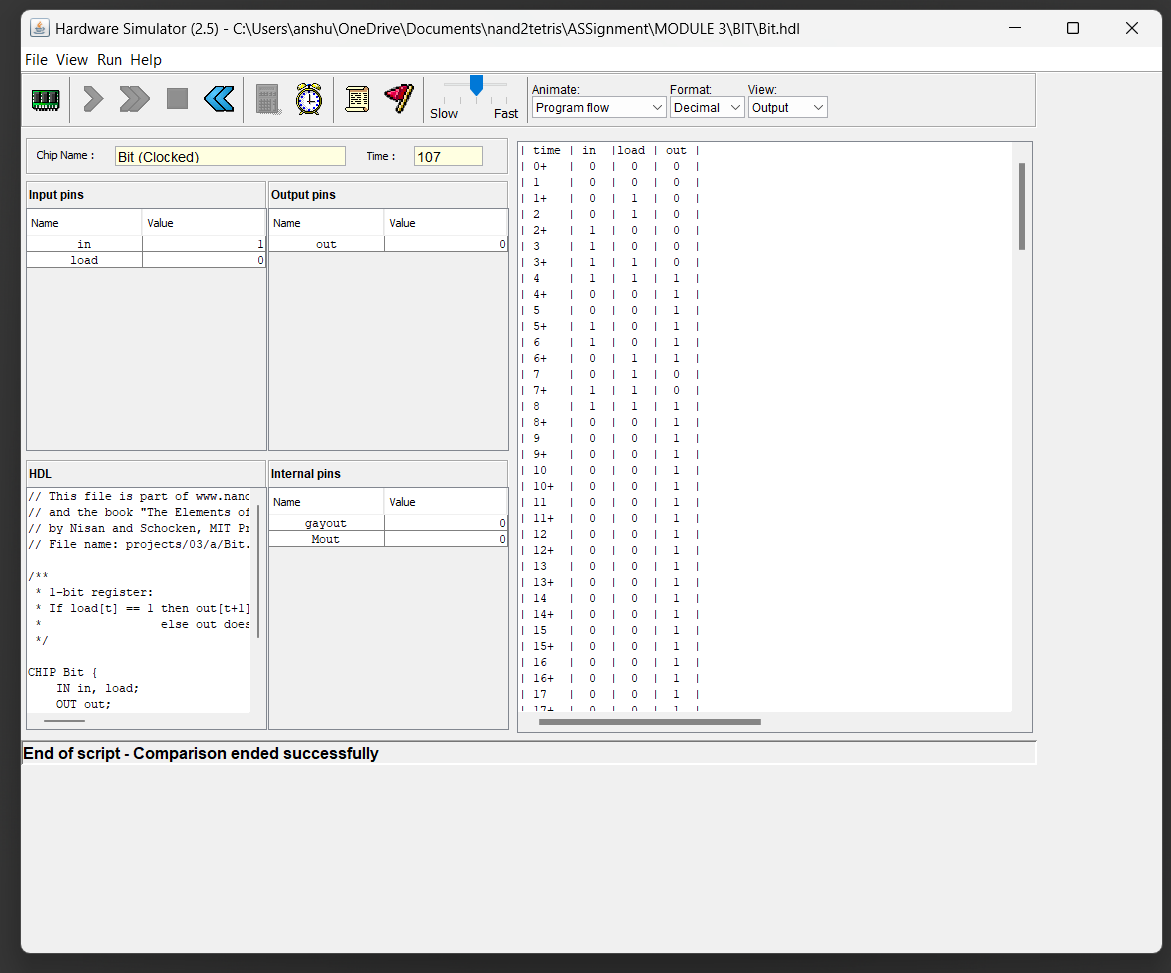 Hardware Simulator (2.5) - C:\Users\anshu\OneDrive\Documents\nand2tetris\ASSignment\MODULE 3\BIT\Bit.hdl
File View Run Help
Slow Fast
Animate: Format: View:
Program flow Decimal Output
Chip Name : Bit (Clocked) Time : 107
Input pins
Name Value
in 1
load 0
Output pins
Name Value
out 0
HDL
// This file is part of www.nand
// and the book "The Elements of
// by Nisan and Schocken, MIT Pr
// File name: projects/03/a/Bit.
/**
* 1-bit register:
* If load[t] == 1 then out[t+1]
* else out does
*/
CHIP Bit {
IN in, load;
OUT out;
Internal pins
Name Value
gayout 0
Mout 0
| time | in |load | out |
| 0+ | 0 | 0 | 0 |
| 1 | 0 | 0 | 0 |
| 1+ | 0 | 1 | 0 |
| 2 | 0 | 1 | 0 |
| 2+ | 1 | 0 | 0 |
| 3 | 1 | 0 | 0 |
| 3+ | 1 | 1 | 0 |
| 4 | 1 | 1 | 1 |
| 4+ | 0 | 0 | 1 |
| 5 | 0 | 0 | 1 |
| 5+ | 1 | 0 | 1 |
| 6 | 1 | 0 | 1 |
| 6+ | 0 | 1 | 1 |
| 7 | 0 | 1 | 0 |
| 7+ | 1 | 1 | 0 |
| 8 | 1 | 1 | 1 |
| 8+ | 0 | 0 | 1 |
| 9 | 0 | 0 | 1 |
| 9+ | 0 | 0 | 1 |
| 10 | 0 | 0 | 1 |
| 10+ | 0 | 0 | 1 |
| 11 | 0 | 0 | 1 |
| 11+ | 0 | 0 | 1 |
| 12 | 0 | 0 | 1 |
| 12+ | 0 | 0 | 1 |
| 13 | 0 | 0 | 1 |
| 13+ | 0 | 0 | 1 |
| 14 | 0 | 0 | 1 |
| 14+ | 0 | 0 | 1 |
| 15 | 0 | 0 | 1 |
| 15+ | 0 | 0 | 1 |
| 16 | 0 | 0 | 1 |
| 16+ | 0 | 0 | 1 |
| 17 | 0 | 0 | 1 |
| 17+ | 0 | 0 | 1 |
End of script - Comparison ended successfully